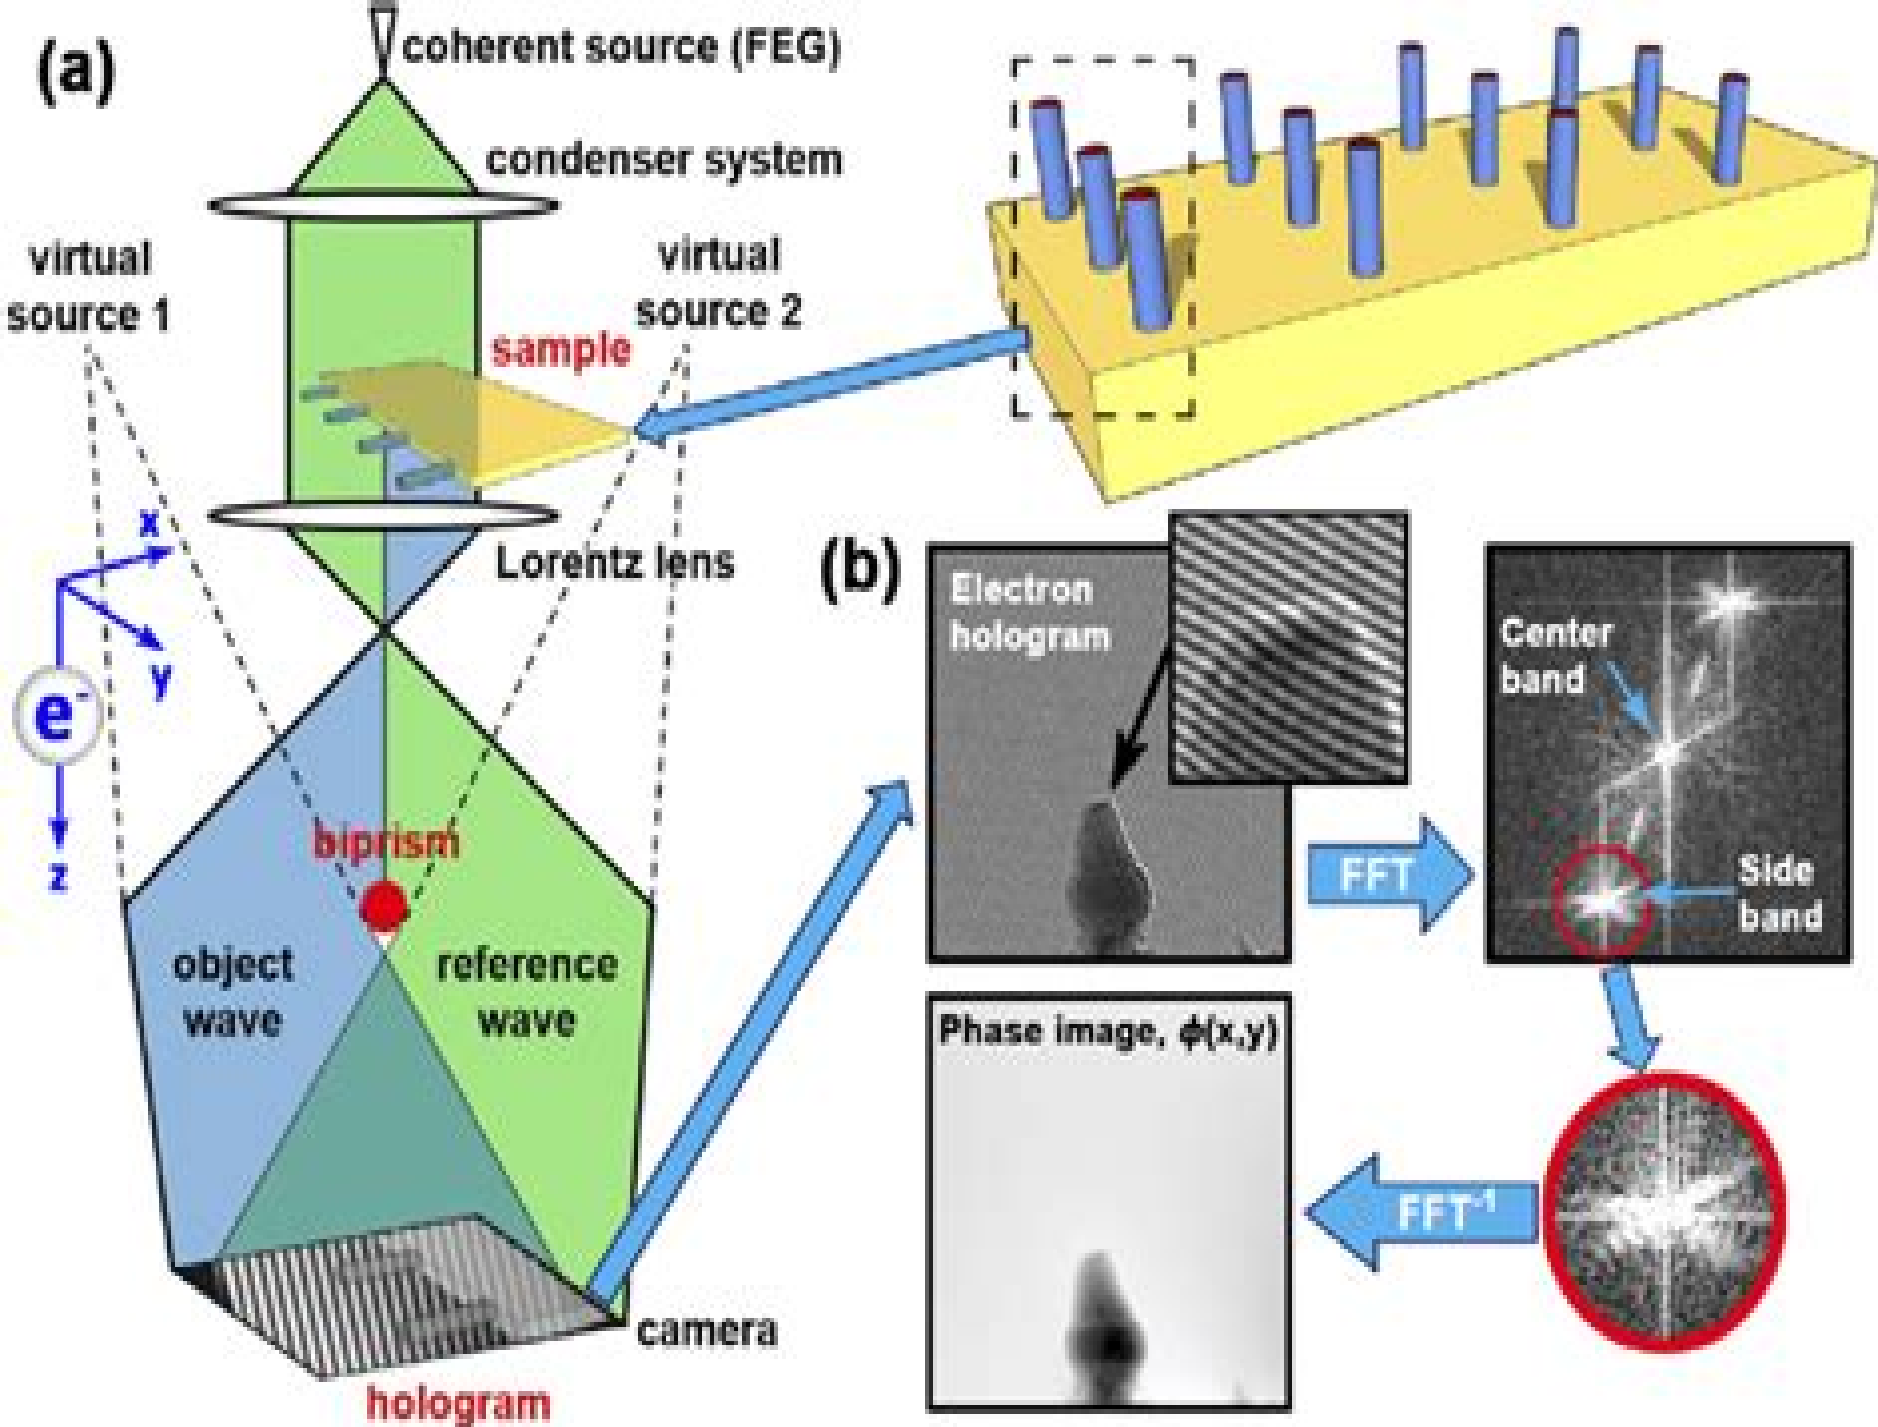 (a)
coherent source (FEG)
condenser system
virtual
source 1
virtual
source 2
sample
x
Lorentz lens
y
e-
z
biprism
object
wave
reference
wave
camera
hologram
(b)
Electron
hologram
Center
band
FFT
Side
band
Phase image, ϕ(x,y)
FFT-1